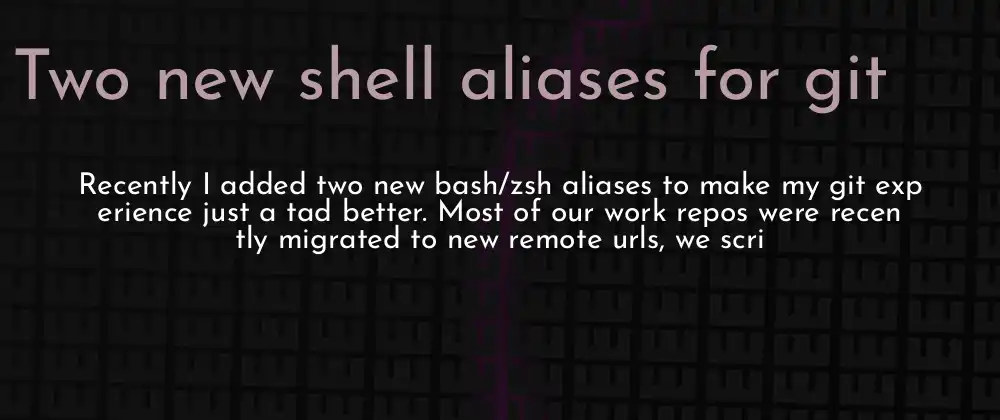 Two new shell aliases for git
Recently I added two new bash/zsh aliases to make my git exp
erience just a tad better. Most of our work repos were recen
tly migrated to new remote urls, we scri